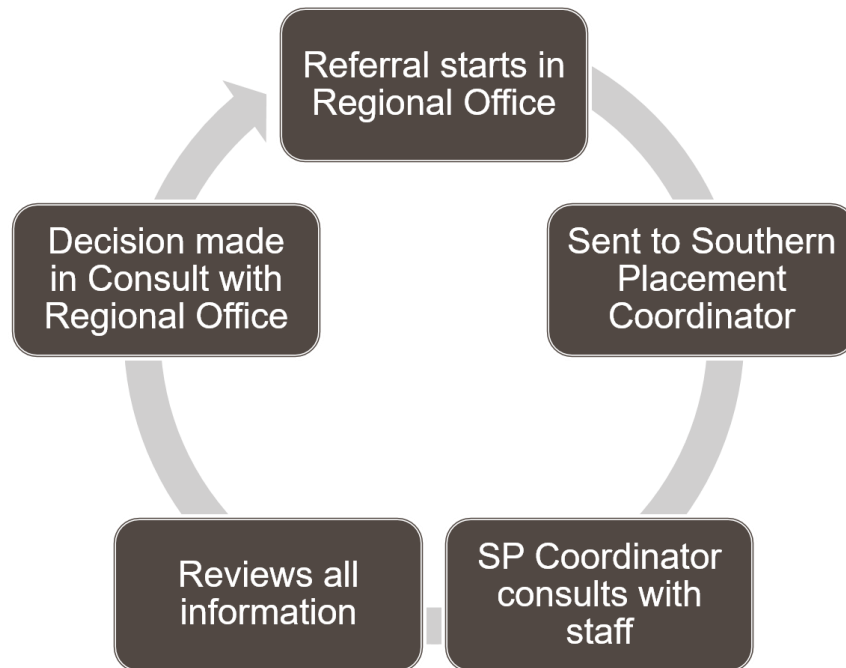 Referral starts in
Regional Office
Sent to Southern
Placement
Coordinator
SP Coordinator
consults with
staff
Reviews all
information
Decision made
in Consult with
Regional Office